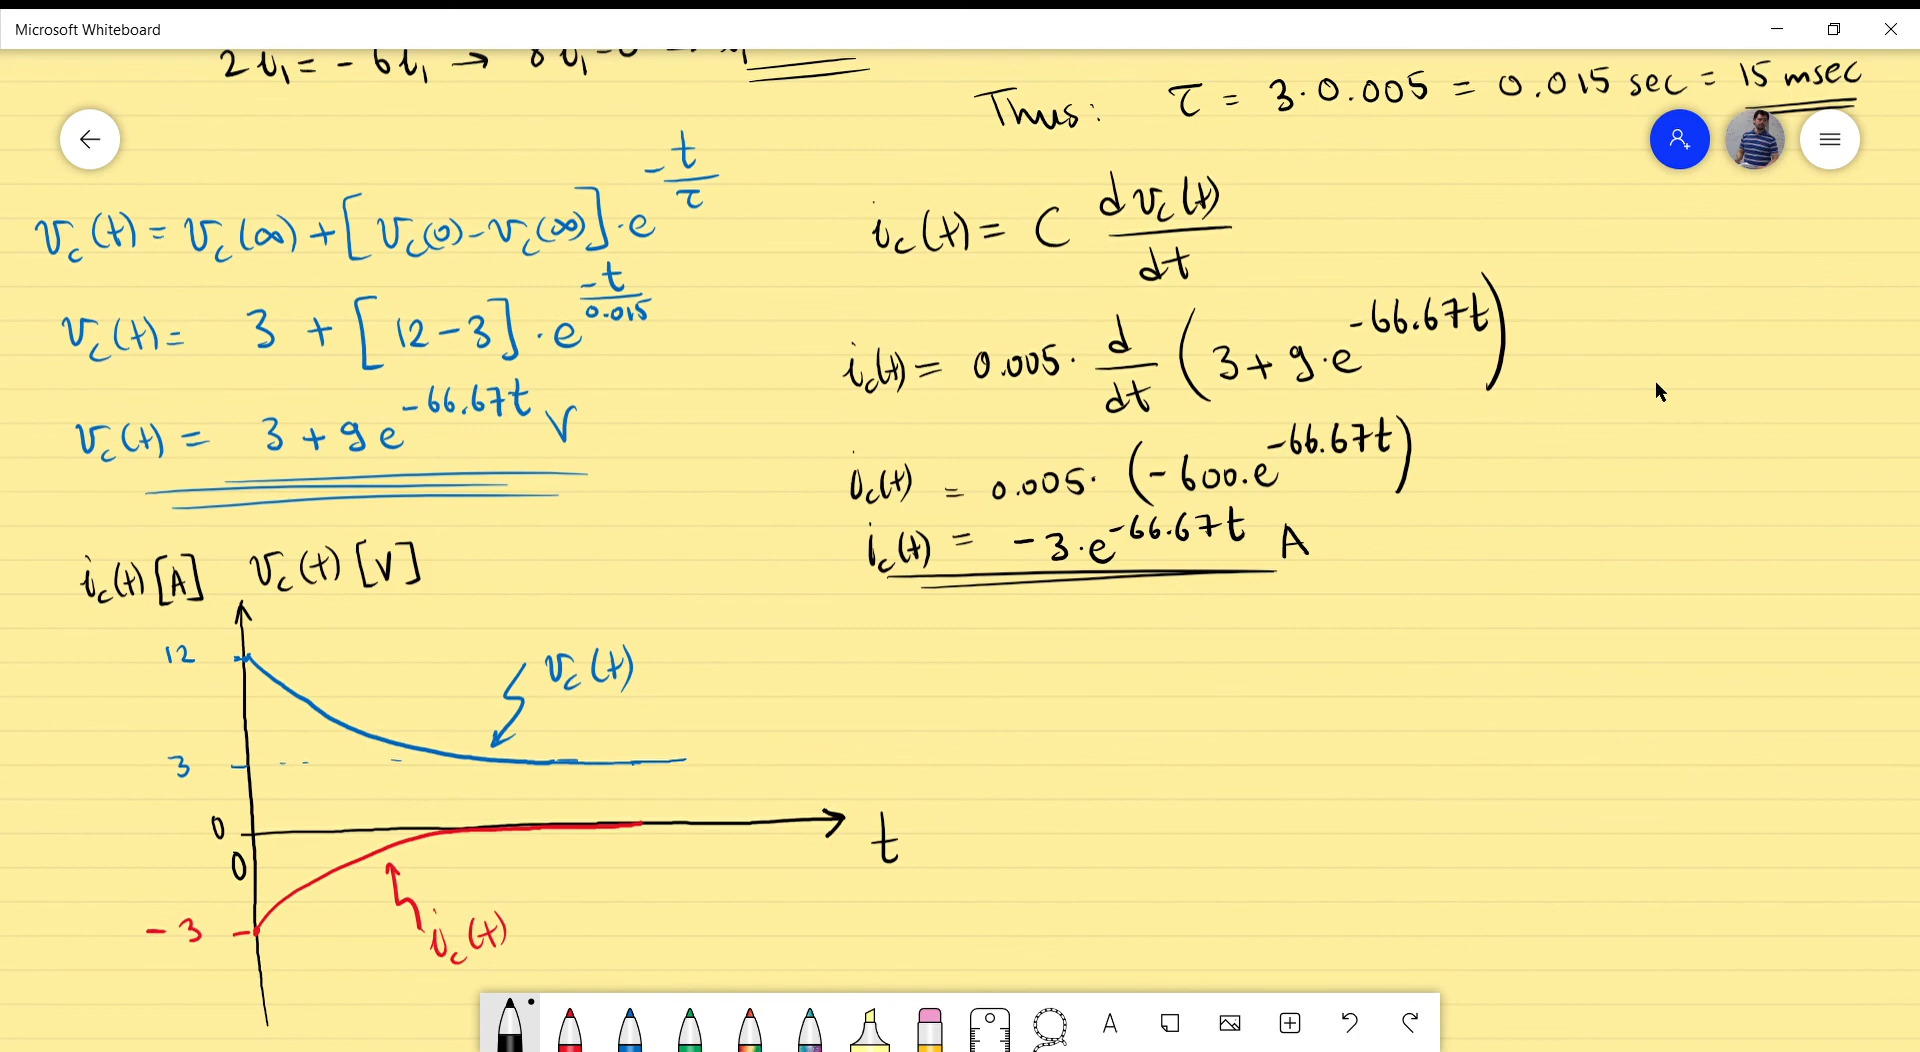 Microsoft Whiteboard
Thus: τ = 3·0.005 = 0.015 sec = 15 msec
v_c(t) = v_c(∞) + [v_c(0) - v_c(∞)]·e^(-t/τ)
v_c(t) = 3 + [12-3]·e^(-t/0.015)
v_c(t) = 3 + 9e^(-66.67t) V
i_c(t) = C dv_c(t)/dt
i_c(t) = 0.005· d/dt (3 + 9·e^(-66.67t))
i_c(t) = 0.005·(-600.e^(-66.67t))
i_c(t) = -3·e^(-66.67t) A
i_c(t) [A] v_c(t) [V]
12
v_c(t)
3
0
0
t
-3
i_c(t)
A